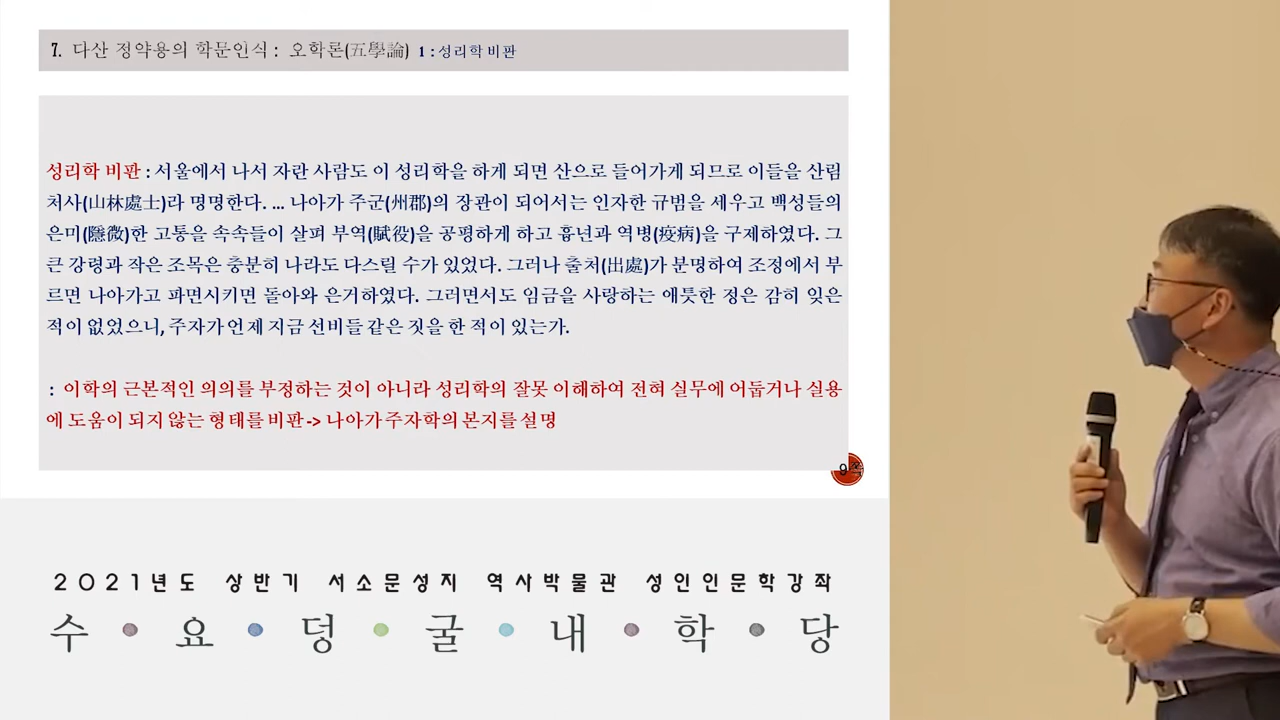 7. 다산 정약용의 학문인식 : 오학론(五學論) 1 : 성리학 비판
성리학 비판 : 서울에서 나서 자란 사람도 이 성리학을 하게 되면 산으로 들어가게 되므로 이들을 산림
처사(山林處士)라 명명한다. ... 나아가 주군(州郡)의 장관이 되어서는 인자한 규범을 세우고 백성들의
은미(隱微)한 고통을 속속들이 살펴 부역(賦役)을 공평하게 하고 흉년과 역병(疫病)을 구제하였다. 그
큰 강령과 작은 조목은 충분히 나라도 다스릴 수가 있었다. 그러나 출처(出處)가 분명하여 조정에서 부
르면 나아가고 파면시키면 돌아와 은거하였다. 그러면서도 임금을 사랑하는 애틋한 정은 감히 잊은
적이 없었으니, 주자가 언제 지금 선비들 같은 짓을 한 적이 있는가.
: 이학의 근본적인 의의를 부정하는 것이 아니라 성리학의 잘못 이해하여 전혀 실무에 어둡거나 실용
에 도움이 되지 않는 형태를 비판 -> 나아가 주자학의 본지를 설명
9쪽
2021년도 상반기 서소문성지 역사박물관 성인인문학강좌
수•요•덩•굴•내•학•당